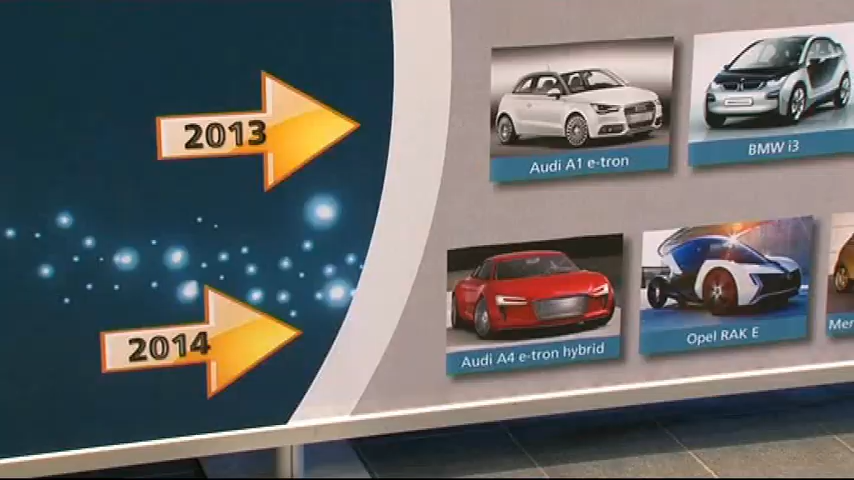 2013
Audi A1 e-tron
BMW i3
2014
Audi A4 e-tron hybrid
Opel RAK E